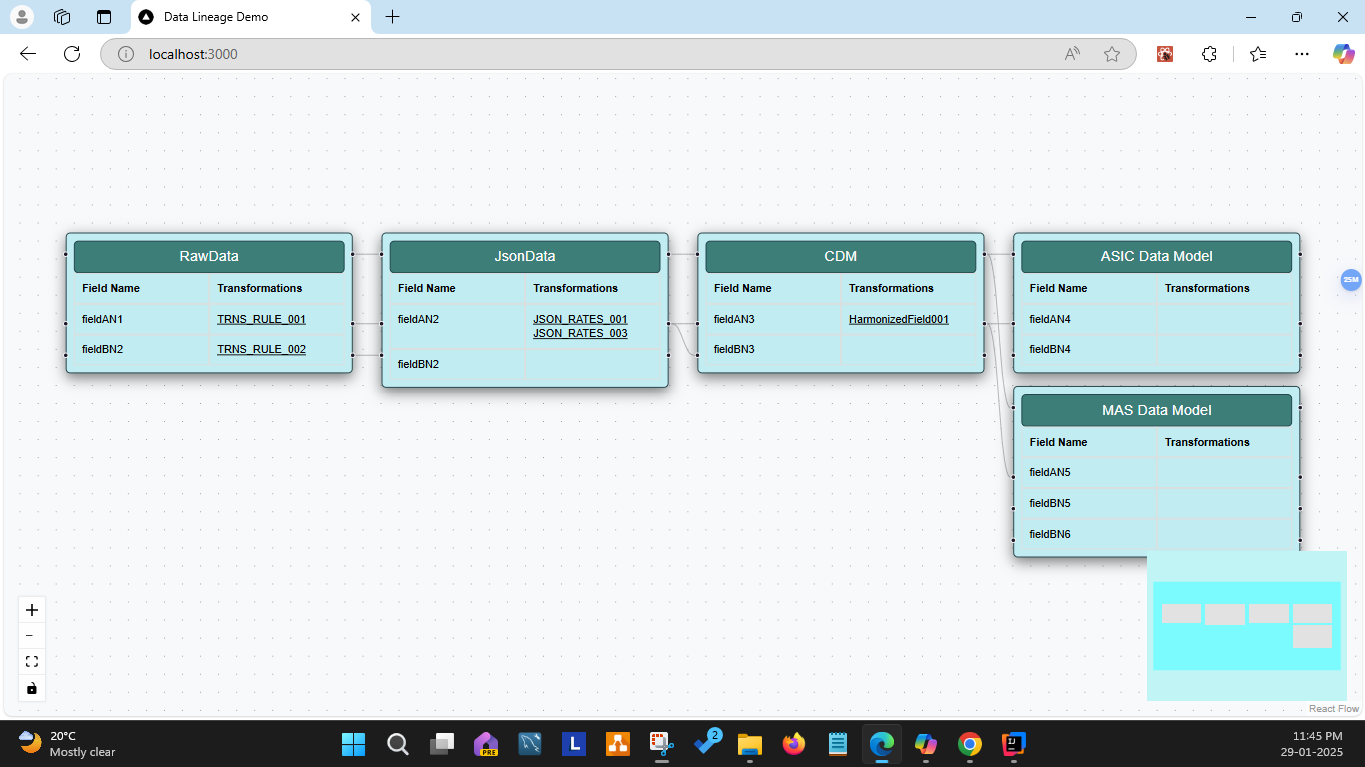 Data Lineage Demo
localhost:3000
RawData
Field Name Transformations
fieldAN1 TRNS_RULE_001
fieldBN2 TRNS_RULE_002
JsonData
Field Name Transformations
fieldAN2 JSON_RATES_001
JSON_RATES_003
fieldBN2
CDM
Field Name Transformations
fieldAN3 HarmonizedField001
fieldBN3
ASIC Data Model
Field Name Transformations
fieldAN4
fieldBN4
25M
MAS Data Model
Field Name Transformations
fieldAN5
fieldBN5
fieldBN6
React Flow
20°C
Mostly clear
PRE
L
2
IJ
11:45 PM
29-01-2025